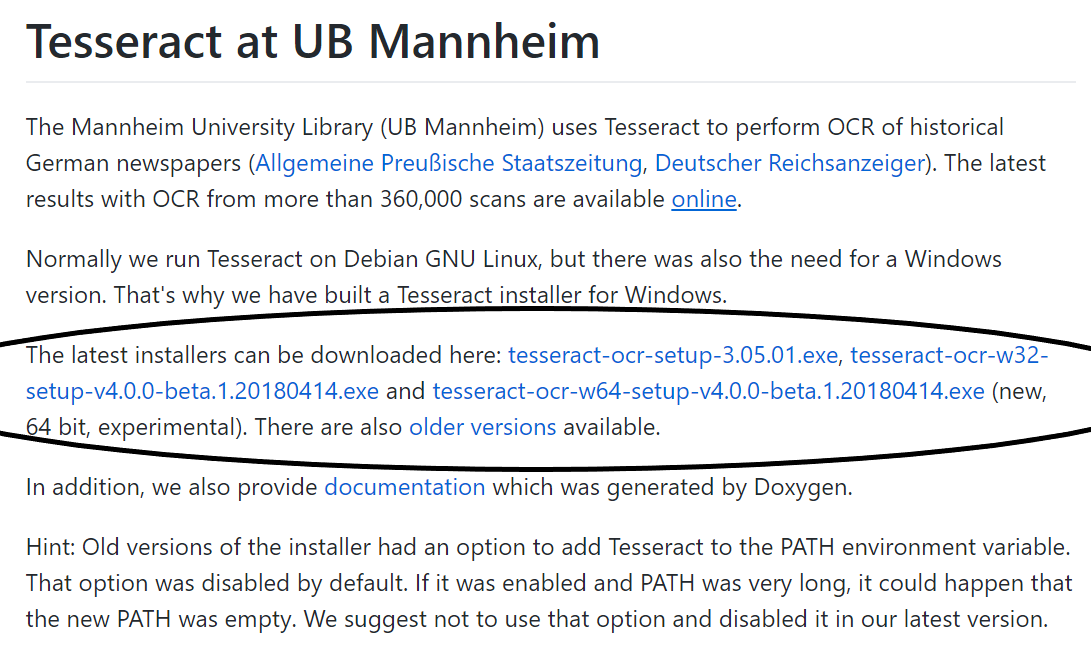 Tesseract at UB Mannheim
The Mannheim University Library (UB Mannheim) uses Tesseract to perform OCR of historical
German newspapers (Allgemeine Preußische Staatszeitung, Deutscher Reichsanzeiger). The latest
results with OCR from more than 360,000 scans are available online.
Normally we run Tesseract on Debian GNU Linux, but there was also the need for a Windows
version. That's why we have built a Tesseract installer for Windows.
The latest installers can be downloaded here: tesseract-ocr-setup-3.05.01.exe, tesseract-ocr-w32-
setup-v4.0.0-beta.1.20180414.exe and tesseract-ocr-w64-setup-v4.0.0-beta.1.20180414.exe (new,
64 bit, experimental). There are also older versions available.
In addition, we also provide documentation which was generated by Doxygen.
Hint: Old versions of the installer had an option to add Tesseract to the PATH environment variable.
That option was disabled by default. If it was enabled and PATH was very long, it could happen that
the new PATH was empty. We suggest not to use that option and disabled it in our latest version.